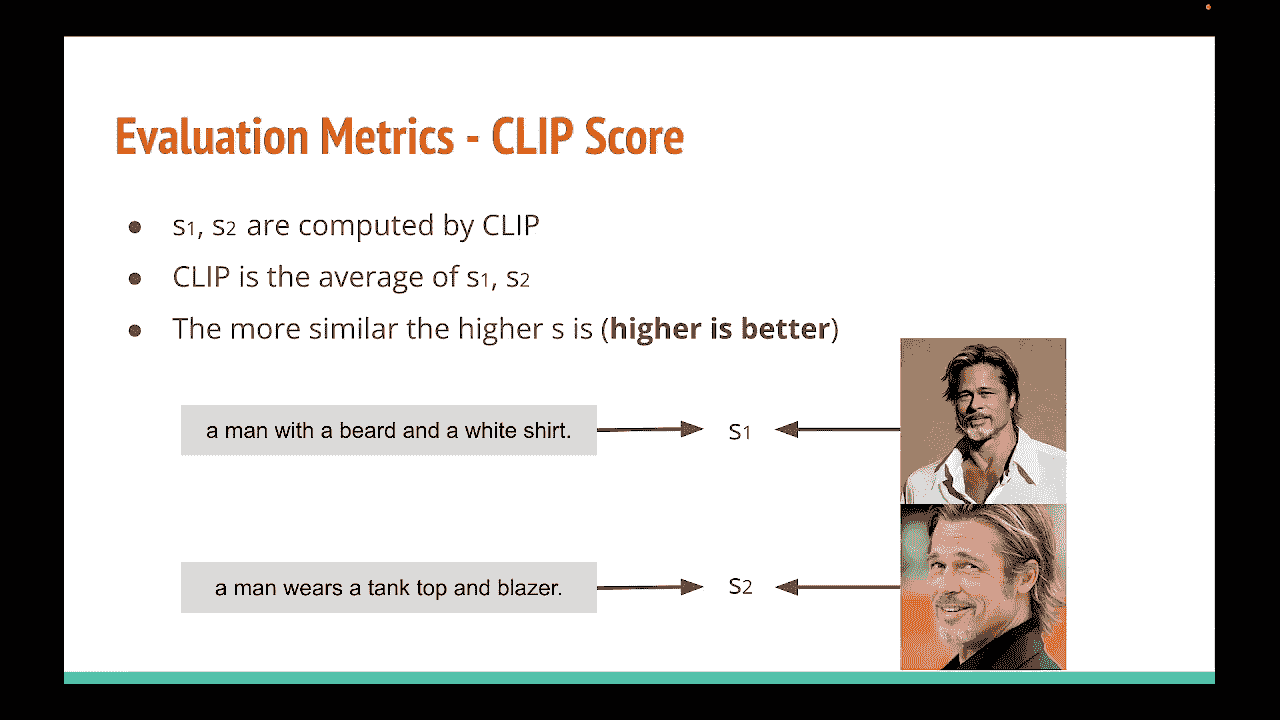 Evaluation Metrics - CLIP Score
● s1, s2 are computed by CLIP
● CLIP is the average of s1, s2
● The more similar the higher s is (higher is better)
a man with a beard and a white shirt.
s1
a man wears a tank top and blazer.
s2